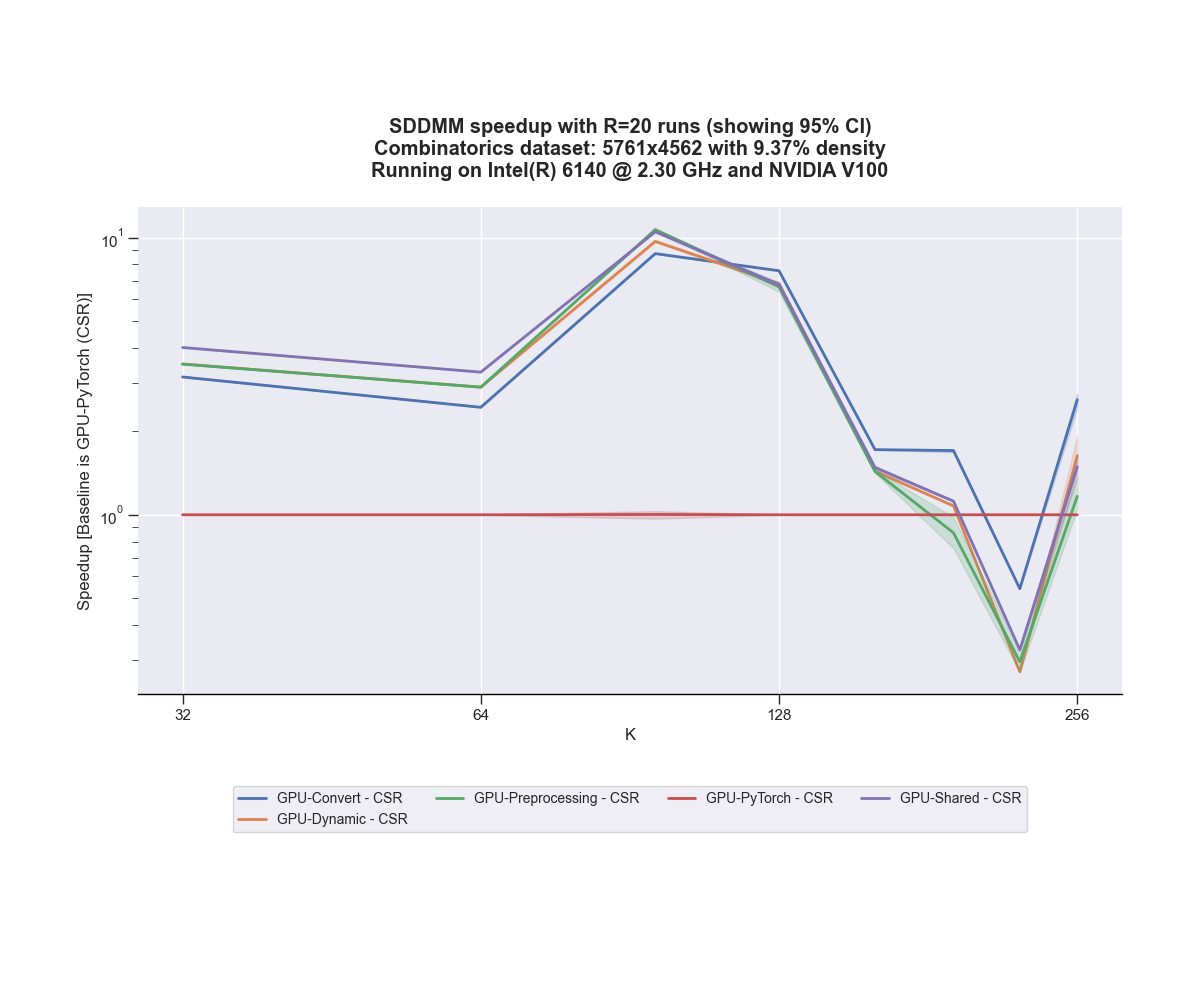 SDDMM speedup with R=20 runs (showing 95% CI)
Combinatorics dataset: 5761x4562 with 9.37% density
Running on Intel(R) 6140 @ 2.30 GHz and NVIDIA V100
Speedup [Baseline is GPU-PyTorch (CSR)]
10^1
10^0
32 64 128 256
K
GPU-Convert - CSR GPU-Preprocessing - CSR GPU-PyTorch - CSR GPU-Shared - CSR
GPU-Dynamic - CSR